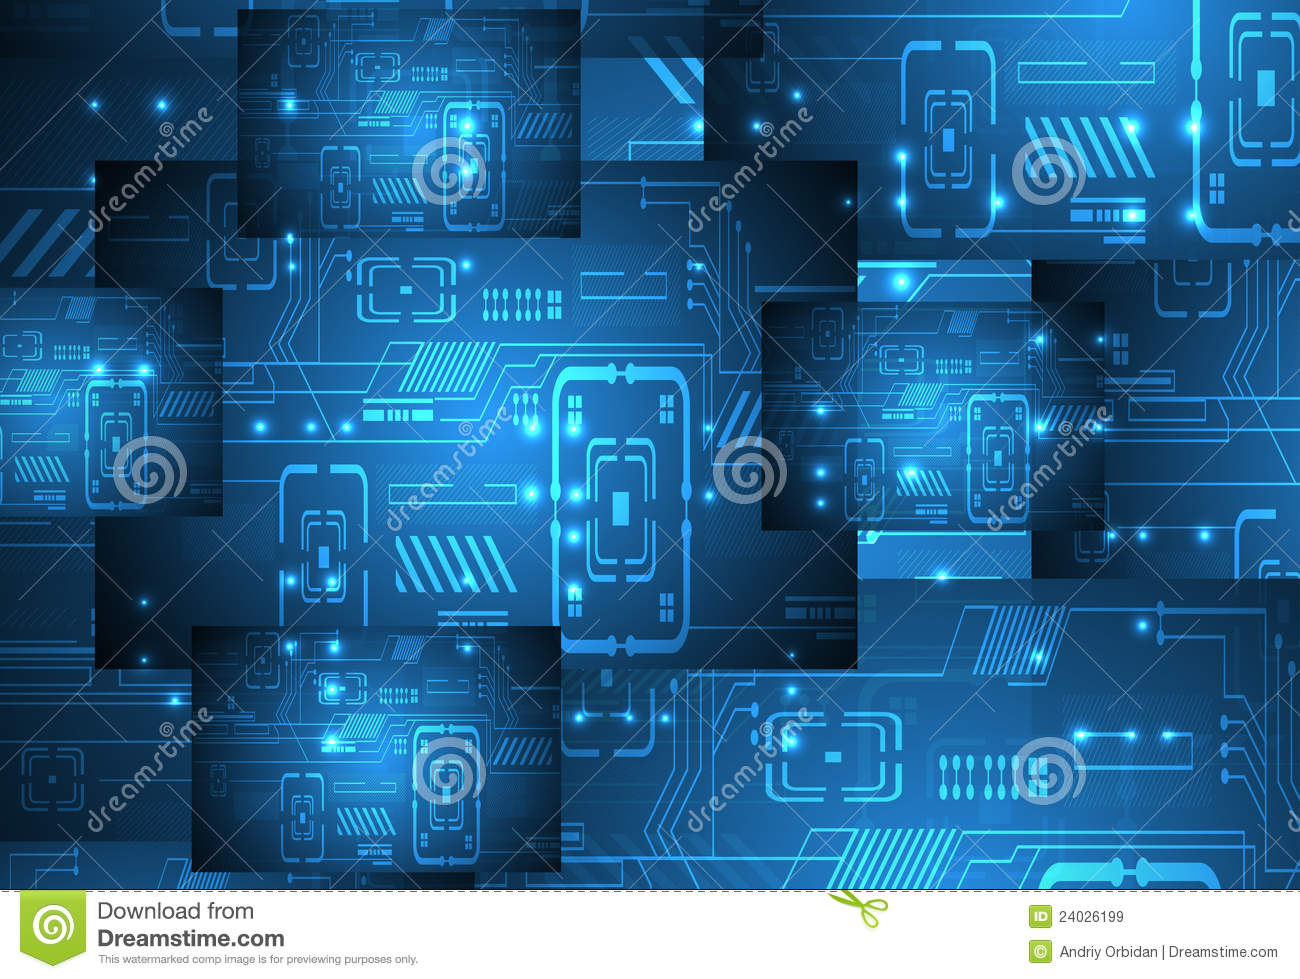 dreamstime
dreamstime
dreamstime
dreamstime
dreamstime
dreamstime
dreamstime
dreamstime
Download from
Dreamstime.com
This watermarked comp image is for previewing purposes only.
ID 24026199
© Andriy Orbidan | Dreamstime.com